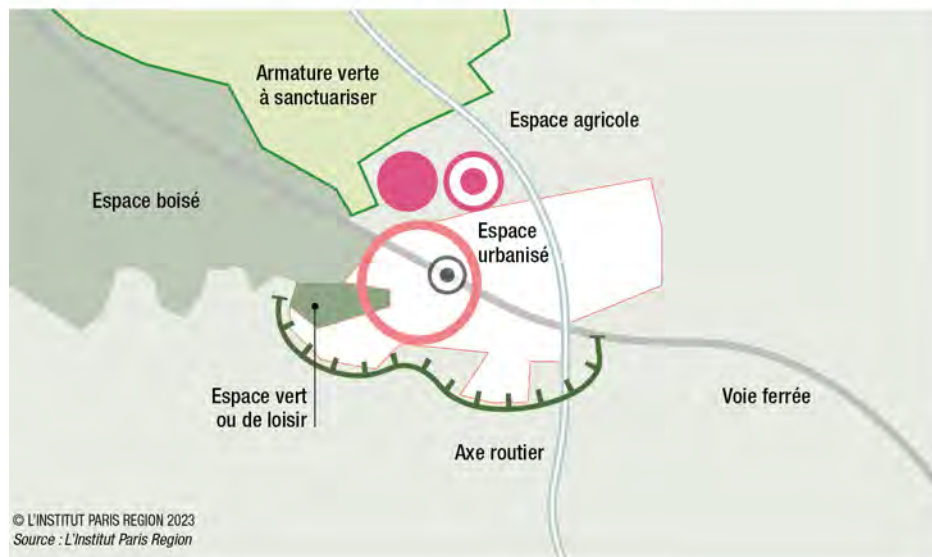 Armature verte
à sanctuariser
Espace agricole
Espace boisé
Espace
urbanisé
Espace vert
ou de loisir
Voie ferrée
Axe routier
© L'INSTITUT PARIS REGION 2023
Source : L'Institut Paris Region